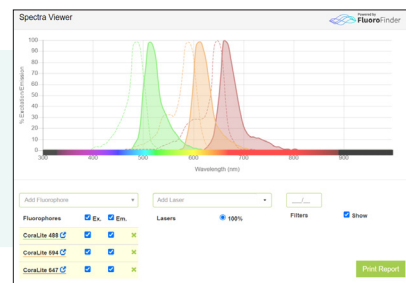 Spectra Viewer
Powered by
FluoroFinder
% Excitation/Emission
100
90
80
70
60
50
40
30
20
10
0
300 400 500 600 700 800 900
Wavelength (nm)
Add Fluorophore
Add Laser
__/__
Fluorophores Ex. Em. Lasers 100% Filters Show
CoraLite 488
CoraLite 594
CoraLite 647
Print Report